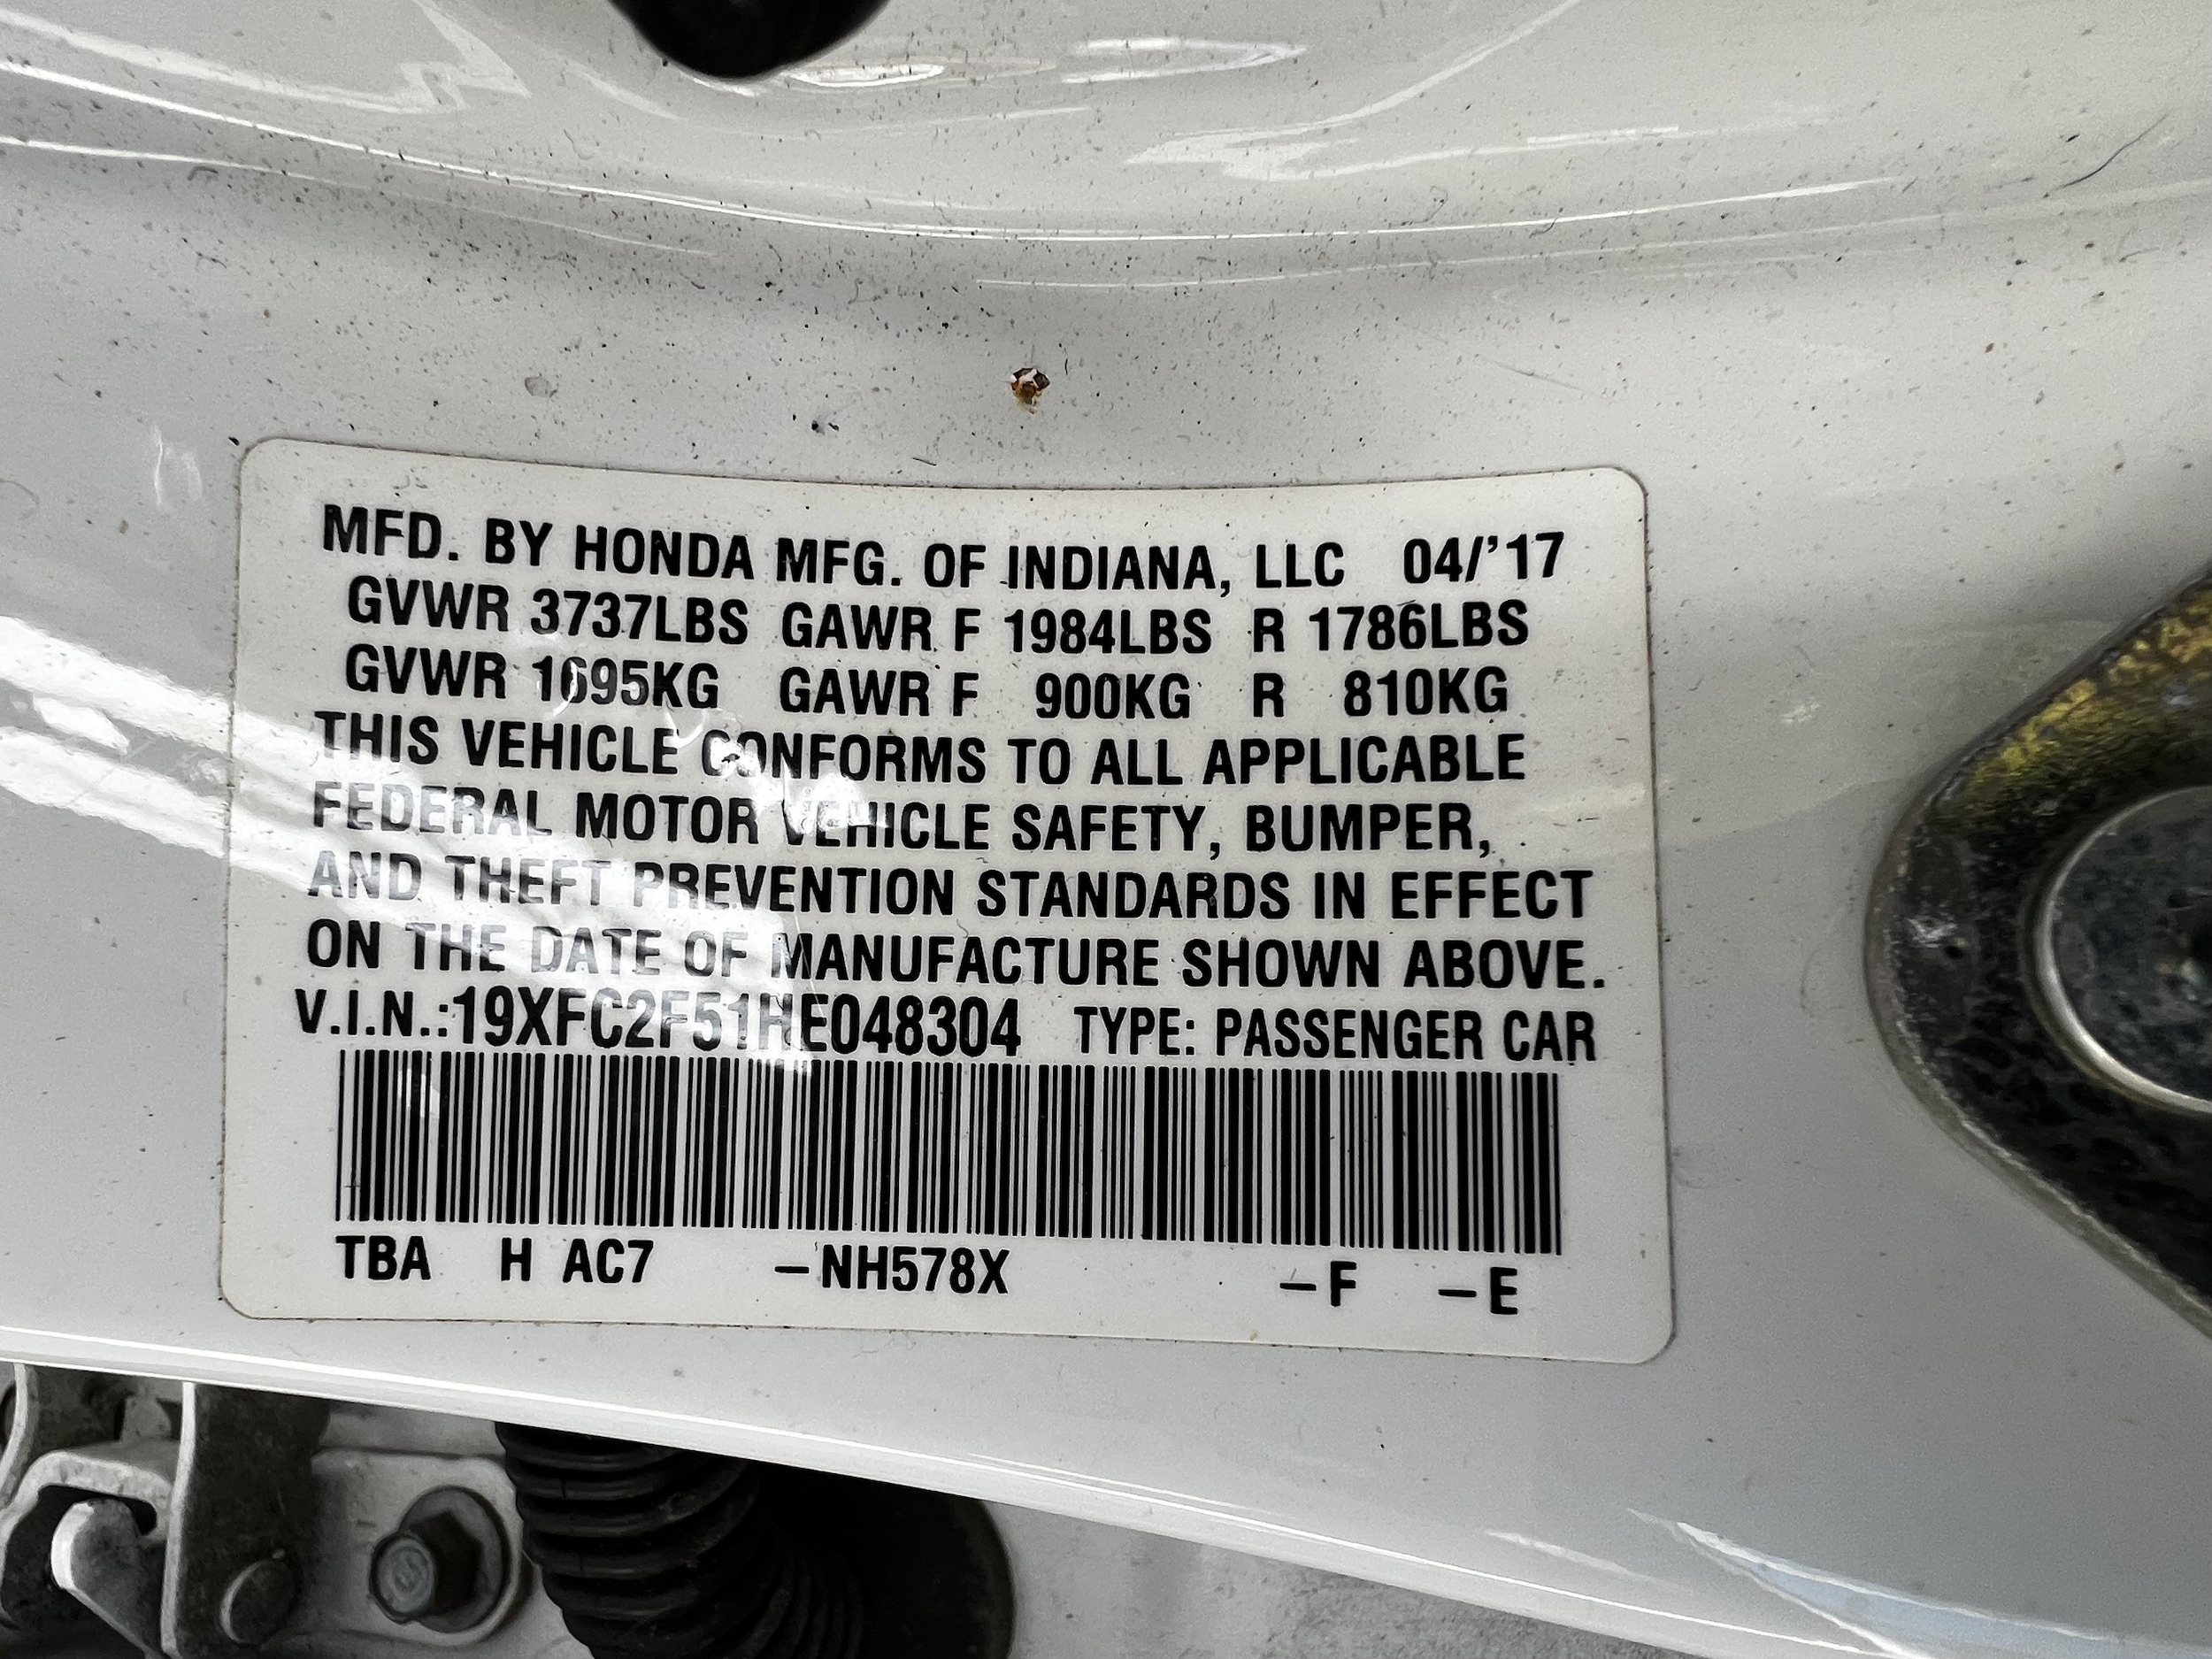 MFD. BY HONDA MFG. OF INDIANA, LLC 04/'17
GVWR 3737LBS GAWR F 1984LBS R 1786LBS
GVWR 1695KG GAWR F 900KG R 810KG
THIS VEHICLE CONFORMS TO ALL APPLICABLE
FEDERAL MOTOR VEHICLE SAFETY, BUMPER,
AND THEFT PREVENTION STANDARDS IN EFFECT
ON THE DATE OF MANUFACTURE SHOWN ABOVE.
V.I.N.:19XFC2F51HE048304 TYPE: PASSENGER CAR
TBA H AC7 –NH578X –F –E